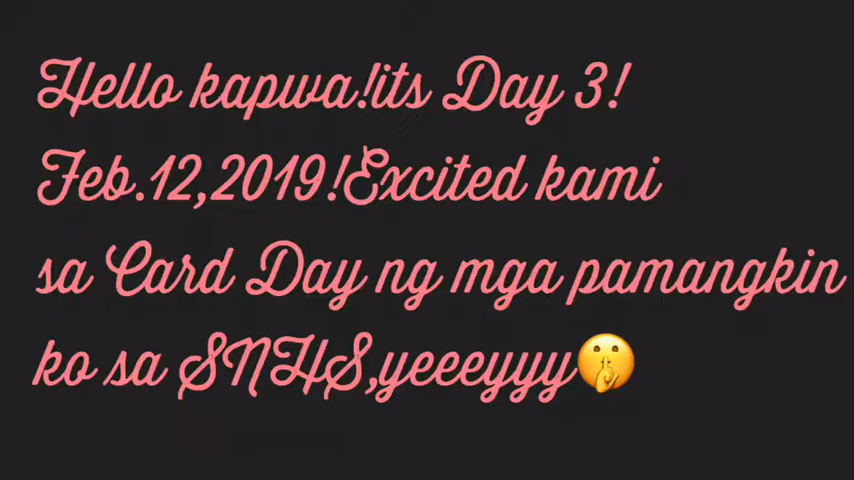 Hello kapwa!its Day 3!
Feb.12,2019!Excited kami
sa Card Day ng mga pamangkin
ko sa SNHS,yeeeyyy🤫